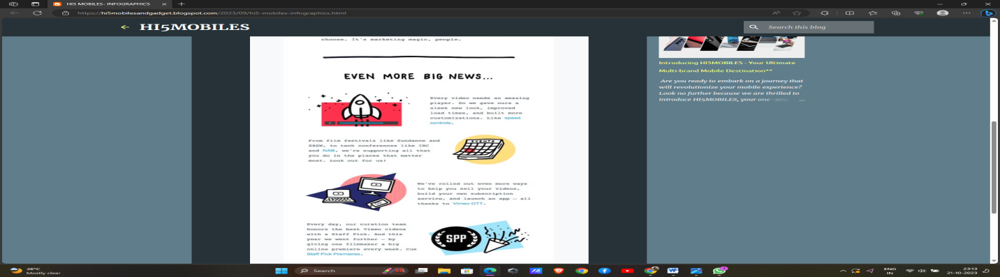 HI5 MOBILES- INFOGRAPHICS
https://hi5mobilesandgadget.blogspot.com/2023/09/hi5-mobiles-infographics.html
HI5MOBILES
Search this blog
choose. It's marketing magic, people.
EVEN MORE BIG NEWS...
Every video needs an amazing
player. So we gave ours a
sleek new look, improved
load times, and built more
customizations. Like speed
controls.
From film festivals like Sundance and
SXSW, to tech conferences like IBC
and NAB, we're supporting all that
you do in the places that matter
most. Look out for us!
EVENTS
We've rolled out even more ways
to help you sell your videos,
build your own subscription
service, and launch an app — all
thanks to Vimeo OTT.
Every day, our curation team
honors the best Vimeo videos
with a Staff Pick. And this
year we went further — by
giving one filmmaker a big
online premiere every week. Cue
Staff Pick Premieres.
SPP
Introducing HI5MOBILES - Your Ultimate
Multi-brand Mobile Destination**
Are you ready to embark on a journey that
will revolutionize your mobile experience?
Look no further because we are thrilled to
introduce HI5MOBILES, your one-stop ...
26°C
Mostly clear
Search
ENG
IN
23:13
21-10-2023